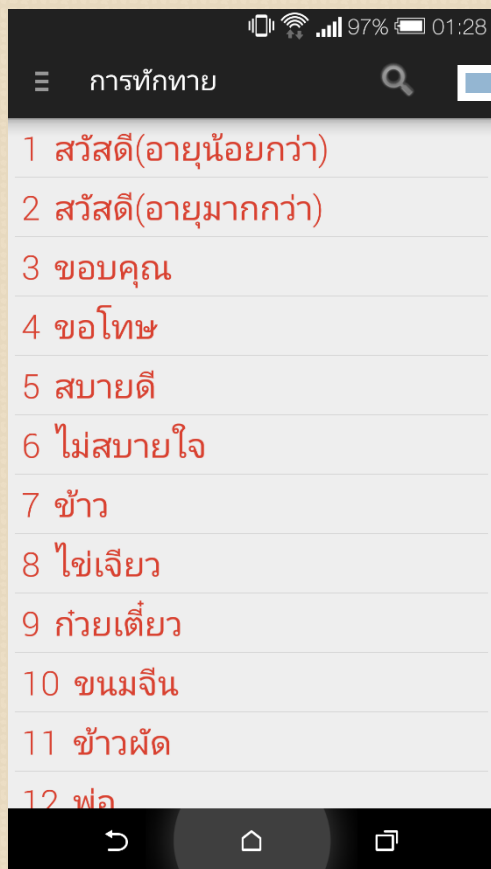 97% 01:28
การทักทาย
1 สวัสดี(อายุน้อยกว่า)
2 สวัสดี(อายุมากกว่า)
3 ขอบคุณ
4 ขอโทษ
5 สบายดี
6 ไม่สบายใจ
7 ข้าว
8 ไข่เจียว
9 ก๋วยเตี๋ยว
10 ขนมจีน
11 ข้าวผัด
12 พ่อ